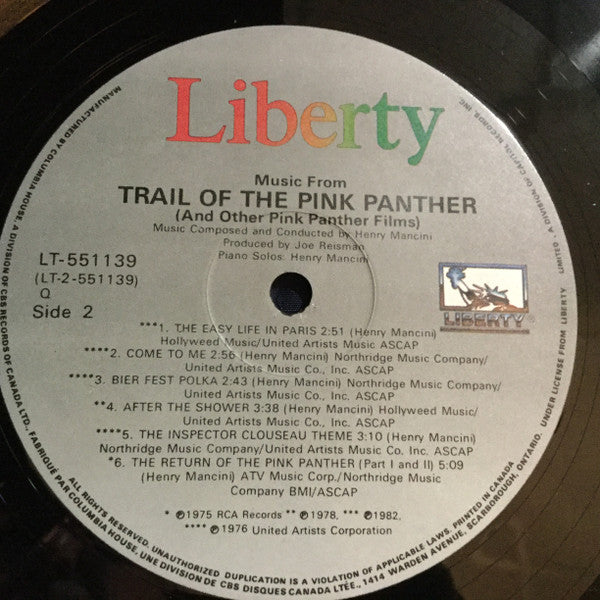 Liberty
Music From
TRAIL OF THE PINK PANTHER
(And Other Pink Panther Films)
Music Composed and Conducted by Henry Mancini
Produced by Joe Reisman
Piano Solos: Henry Mancini
LT-551139
(LT-2-551139)
Q
Side 2
LIBERTY®
***1. THE EASY LIFE IN PARIS 2:51 (Henry Mancini)
Hollyweed Music/United Artists Music ASCAP
****2. COME TO ME 2:56 (Henry Mancini) Northridge Music Company/
United Artists Music Co., Inc. ASCAP
****3. BIER FEST POLKA 2:43 (Henry Mancini) Northridge Music Company/
United Artists Music Co., Inc. ASCAP
**4. AFTER THE SHOWER 3:38 (Henry Mancini) Hollyweed Music/
United Artists Music Co., Inc. ASCAP
****5. THE INSPECTOR CLOUSEAU THEME 3:10 (Henry Mancini)
Northridge Music Company/United Artists Music Co., Inc. ASCAP
*6. THE RETURN OF THE PINK PANTHER (Part I and II) 5:09
(Henry Mancini) ATV Music Corp./Northridge Music
Company BMI/ASCAP
* ℗1975 RCA Records ** ℗1978, *** ℗1982,
**** ℗1976 United Artists Corporation
MANUFACTURED BY COLUMBIA HOUSE, A DIVISION OF CBS RECORDS OF CANADA LTD., FABRIQUÉ PAR COLUMBIA HOUSE, UNE DIVISION DE CBS DISQUES CANADA LTÉE., 1414 WARDEN AVENUE, SCARBOROUGH, ONTARIO. UNDER LICENSE FROM LIBERTY LIMITED, A DIVISION OF CAPITOL RECORDS, INC.
ALL RIGHTS RESERVED. UNAUTHORIZED DUPLICATION IS A VIOLATION OF APPLICABLE LAWS. PRINTED IN CANADA